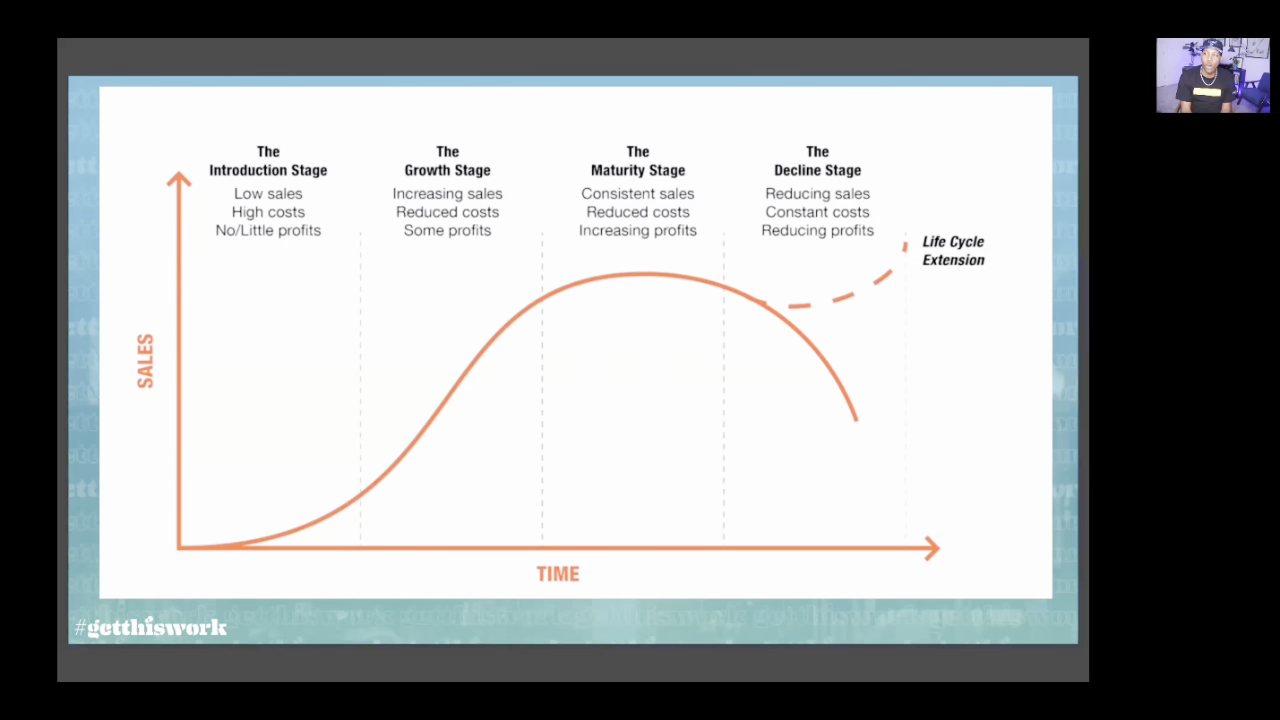 The
Introduction Stage
Low sales
High costs
No/Little profits
The
Growth Stage
Increasing sales
Reduced costs
Some profits
The
Maturity Stage
Consistent sales
Reduced costs
Increasing profits
The
Decline Stage
Reducing sales
Constant costs
Reducing profits
Life Cycle
Extension
SALES
TIME
#getthiswork